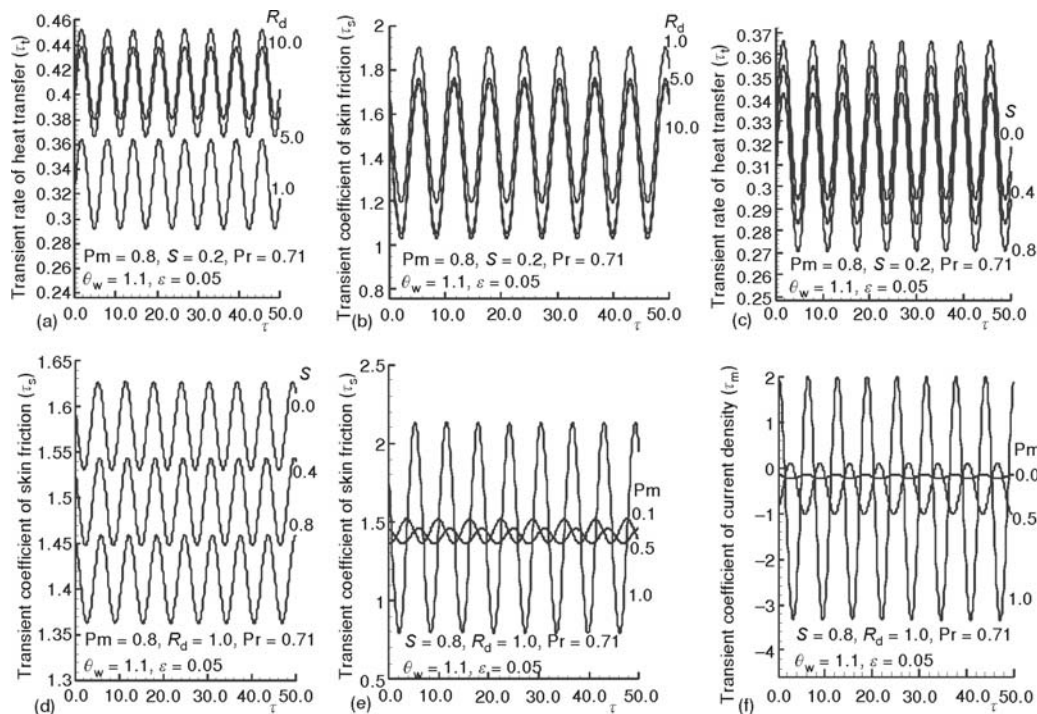 Transient rate of heat transfer (τt)
0.46
0.44
0.42
0.4
0.38
0.36
0.34
0.32
0.3
0.28
0.26
0.24
Rd
10.0
5.0
1.0
Pm = 0.8, S = 0.2, Pr = 0.71
θw = 1.1, ε = 0.05
0.0 10.0 20.0 30.0 40.0 50.0
τ
(a)
Transient coefficient of skin friction (τs)
2
1.8
1.6
1.4
1.2
1
0.8
Rd
1.0
5.0
10.0
Pm = 0.8, S = 0.2, Pr = 0.71
θw = 1.1, ε = 0.05
0.0 10.0 20.0 30.0 40.0 50.0
τ
(b)
Transient rate of heat transfer (τt)
0.37
0.36
0.34
0.33
0.31
0.3
0.29
0.27
0.26
0.25
S
0.0
0.4
0.8
Pm = 0.8, S = 0.2, Pr = 0.71
θw = 1.1, ε = 0.05
0.0 10.0 20.0 30.0 40.0 50.0
τ
(c)
Transient coefficient of skin friction (τs)
1.65
1.6
1.55
1.5
1.45
1.4
1.35
1.3
S
0.0
0.4
0.8
Pm = 0.8, Rd = 1.0, Pr = 0.71
θw = 1.1, ε = 0.05
0.0 10.0 20.0 30.0 40.0 50.0
τ
(d)
Transient coefficient of skin friction (τs)
2.5
2
1.5
1
0.5
Pm
0.1
0.5
1.0
S = 0.8, Rd = 1.0, Pr = 0.71
θw = 1.1, ε = 0.05
0.0 10.0 20.0 30.0 40.0 50.0
τ
(e)
Transient coefficient of current density (τm)
2
1
0
−1
−2
−3
−4
Pm
0.0
0.5
1.0
S = 0.8, Rd = 1.0, Pr = 0.71
θw = 1.1, ε = 0.05
0.0 10.0 20.0 30.0 40.0 50.0
τ
(f)